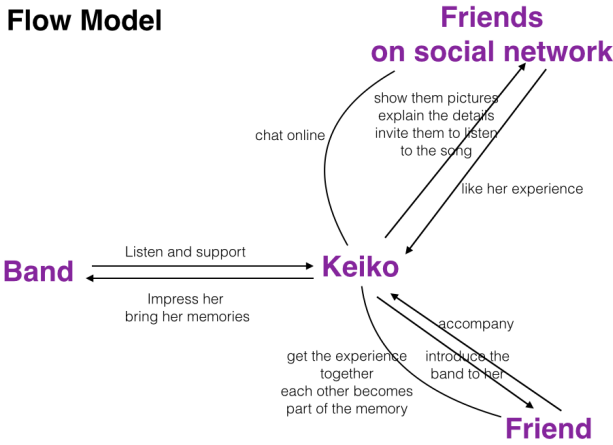 Flow Model
Friends
on social network
show them pictures
explain the details
invite them to listen
to the song
chat online
like her experience
Listen and support
Band
Keiko
Impress her
bring her memories
accompany
get the experience
together
each other becomes
part of the memory
introduce the
band to her
Friend